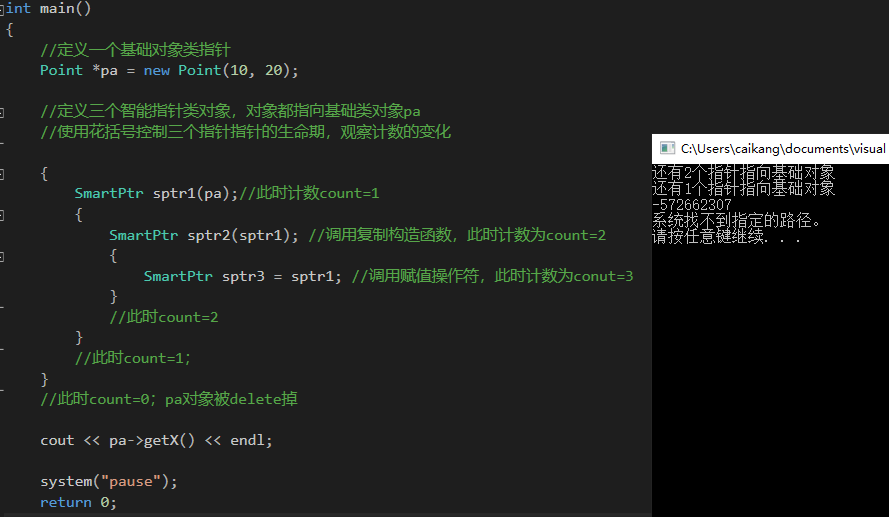 int main()
{
//定义一个基础对象类指针
Point *pa = new Point(10, 20);
//定义三个智能指针类对象，对象都指向基础类对象pa
//使用花括号控制三个指针指针的生命期，观察计数的变化
{
SmartPtr sptr1(pa);//此时计数count=1
{
SmartPtr sptr2(sptr1); //调用复制构造函数，此时计数为count=2
{
SmartPtr sptr3 = sptr1; //调用赋值操作符，此时计数为conut=3
}
//此时count=2
}
//此时count=1；
}
//此时count=0；pa对象被delete掉
cout << pa->getX() << endl;
system("pause");
return 0;
C:\Users\caikang\documents\visual
还有2个指针指向基础对象
还有1个指针指向基础对象
-572662307
系统找不到指定的路径。
请按任意键继续. . .